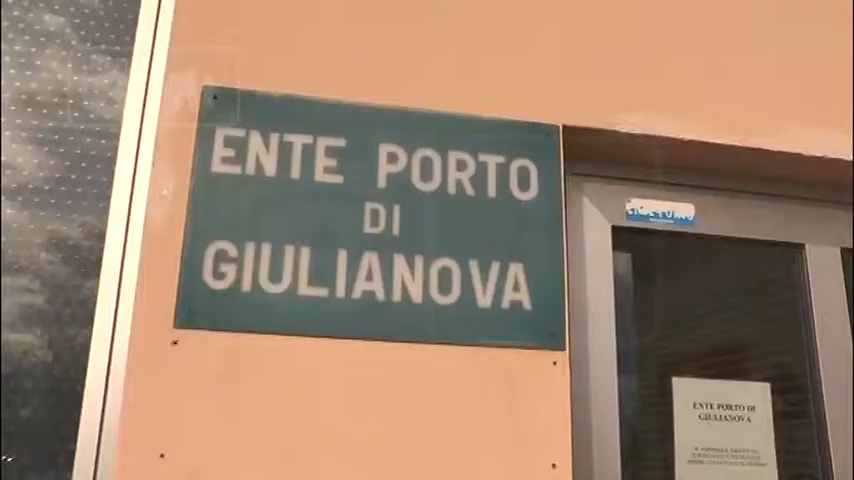 ENTE PORTO
DI
GIULIANOVA
ENTE PORTO DI
GIULIANOVA